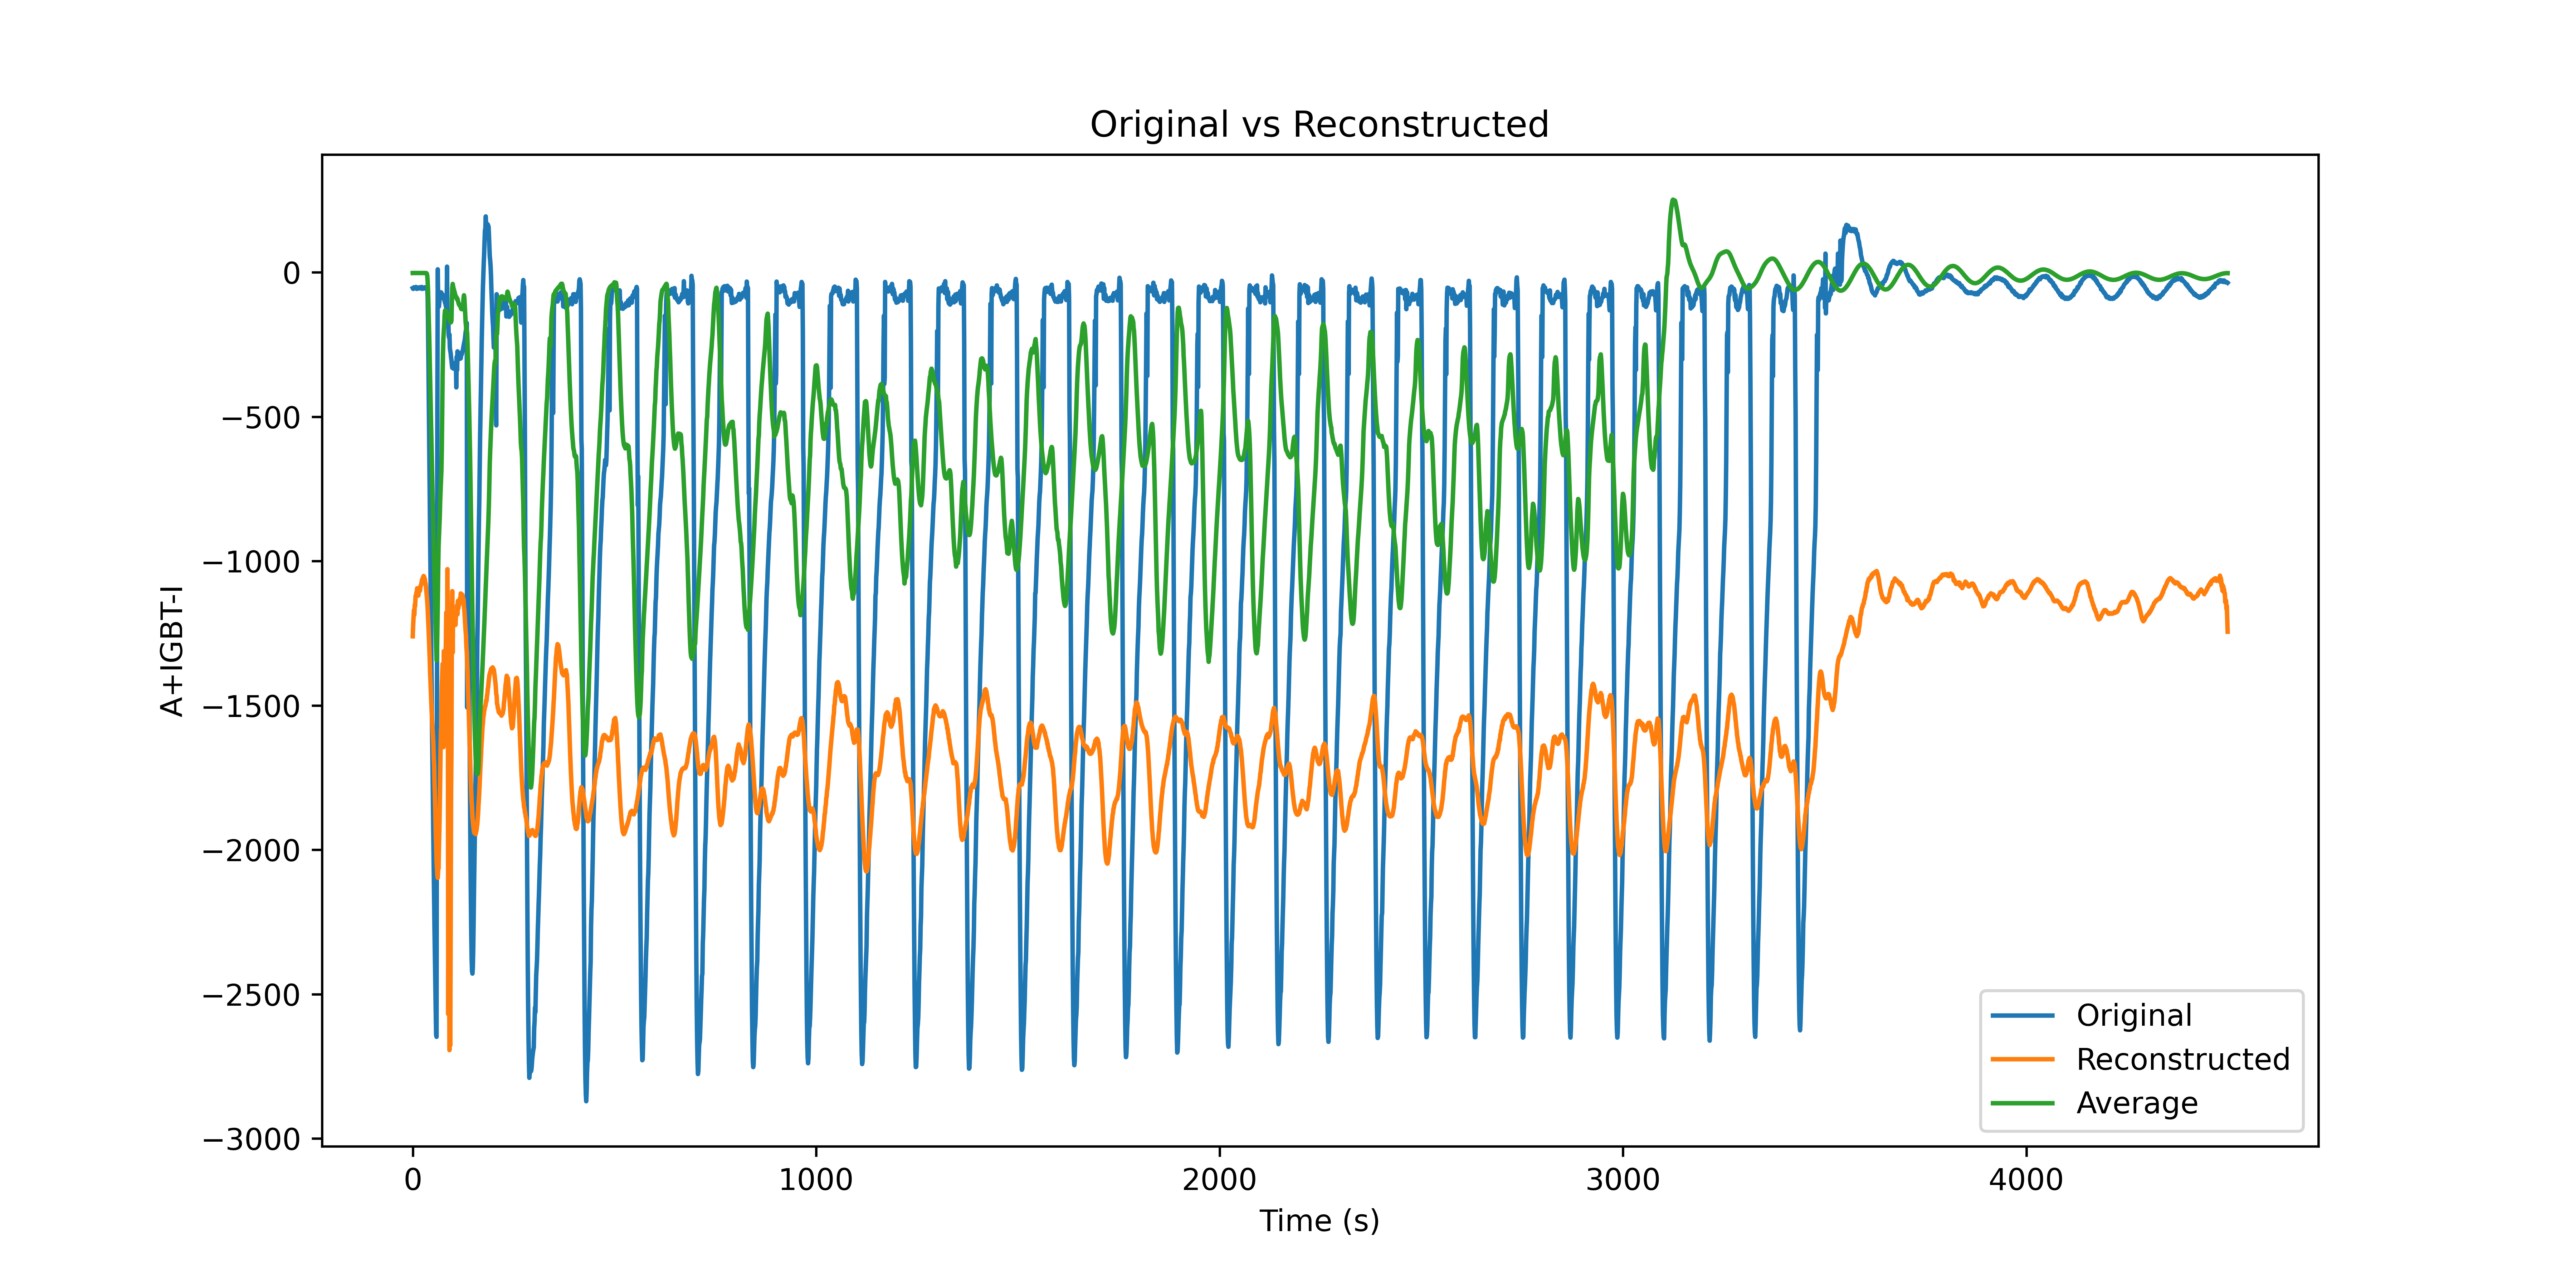 Original vs Reconstructed
A+IGBT-I
0
−500
−1000
−1500
−2000
−2500
−3000
0
1000
2000
3000
4000
Time (s)
Original
Reconstructed
Average